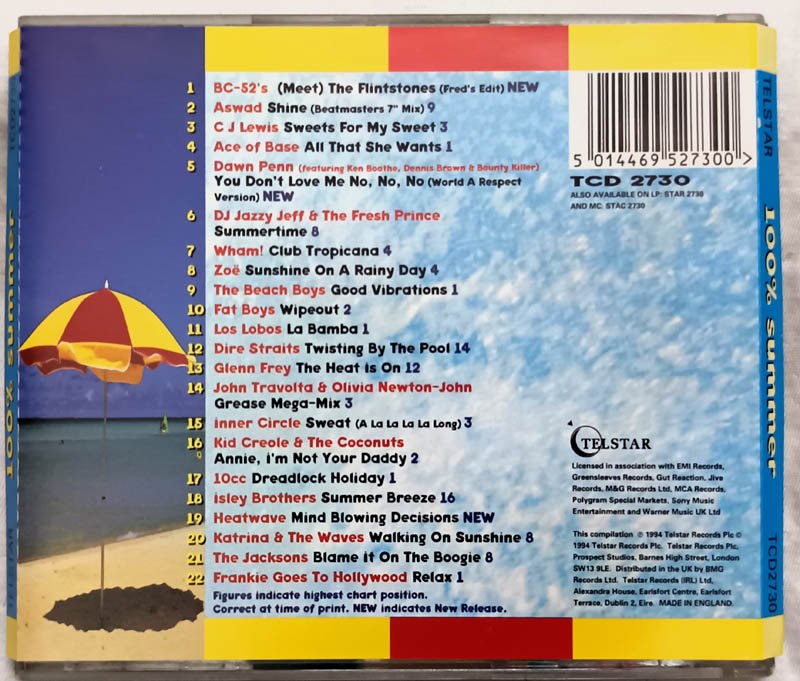 1 BC-52's (Meet) The Flintstones (Fred's Edit) NEW
2 Aswad Shine (Beatmasters 7" Mix) 9
3 C J Lewis Sweets For My Sweet 3
4 Ace of Base All That She Wants 1
5 Dawn Penn (featuring Ken Boothe, Dennis Brown & Bounty Killer)
You Don't Love Me No, No, No (World A Respect
Version) NEW
6 DJ Jazzy Jeff & The Fresh Prince
Summertime 8
7 Wham! Club Tropicana 4
8 Zoë Sunshine On A Rainy Day 4
9 The Beach Boys Good Vibrations 1
10 Fat Boys Wipeout 2
11 Los Lobos La Bamba 1
12 Dire Straits Twisting By The Pool 14
13 Glenn Frey The Heat is On 12
14 John Travolta & Olivia Newton-John
Grease Mega-Mix 3
15 inner Circle Sweat (A La La La La Long) 3
16 Kid Creole & The Coconuts
9 Annie, i'm Not Your Daddy 2
17 10cc Dreadlock Holiday 1
18 isley Brothers Summer Breeze 16
19 Heatwave Mind Blowing Decisions NEW
20 Katrina & The Waves Walking On Sunshine 8
21 The Jacksons Blame it On The Boogie 8
22 Frankie Goes To Hollywood Relax 1
Figures indicate highest chart position.
Correct at time of print. NEW indicates New Release.
5 014469 527300 >
TCD 2730
ALSO AVAILABLE ON LP: STAR 2730
AND MC: STAC 2730
TELSTAR
Licensed in association with EMI Records,
Greensleeves Records, Gut Reaction, Jive
Records, M&G Records Ltd, MCA Records,
Polygram Special Markets, Sony Music
Entertainment and Warner Music UK Ltd
This compilation ℗ 1994 Telstar Records Plc ©
1994 Telstar Records Plc. Telstar Records Plc,
Prospect Studios, Barnes High Street, London
SW13 9LE. Distributed in the UK by BMG
Records Ltd. Telstar Records (IRL) Ltd,
Alexandra House, Earlsfort Centre, Earlsfort
Terrace, Dublin 2, Eire. MADE IN ENGLAND.
TELSTAR
100% summer
TCD2730
100% summer